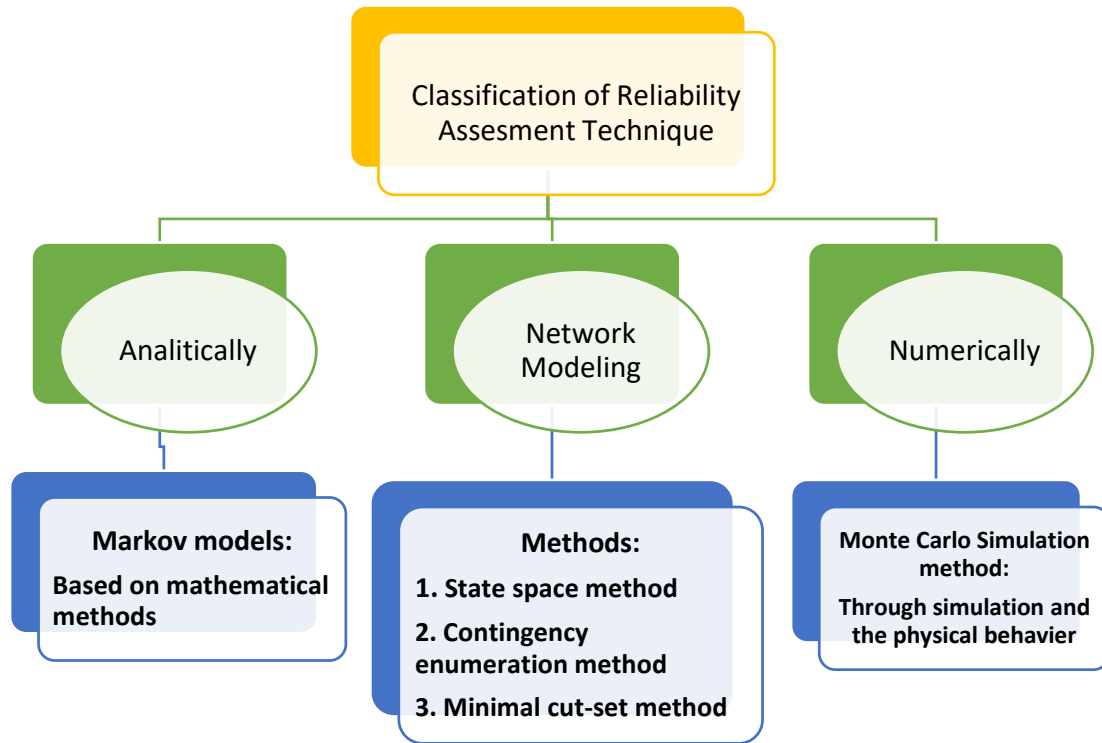 Classification of Reliability
Assesment Technique
Analitically
Network
Modeling
Numerically
Markov models:
Based on mathematical
methods
Methods:
1. State space method
2. Contingency
enumeration method
3. Minimal cut-set method
Monte Carlo Simulation
method:
Through simulation and
the physical behavier